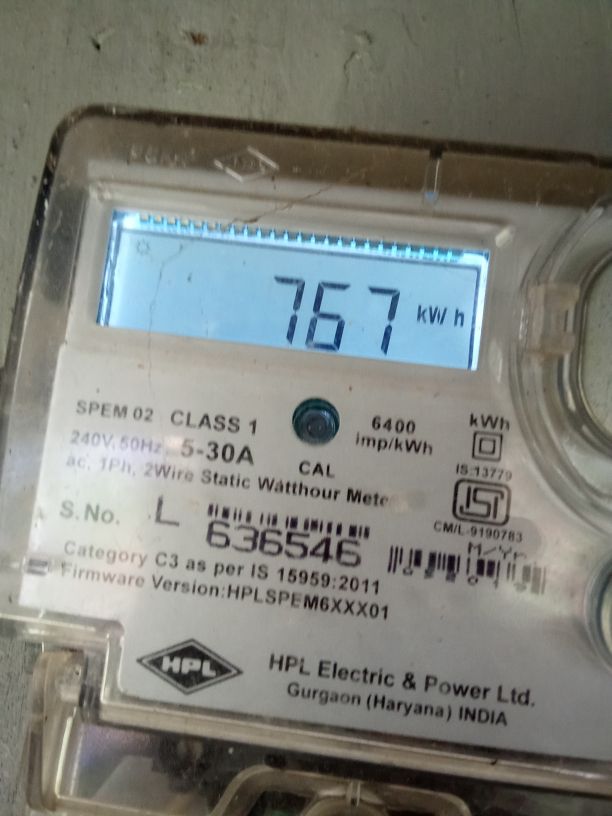 767 kWh
SPEM 02 CLASS 1
6400
imp/kWh
kWh
240V, 50Hz, 5-30A
CAL
IS:13779
ac, 1Ph, 2Wire Static Watthour Mete
ISI
CM/L-9190783
S.No. L 636546
M/Yr
Category C3 as per IS 15959:2011
Firmware Version:HPLSPEM6XXX01
HPL
HPL Electric & Power Ltd.
Gurgaon (Haryana) INDIA